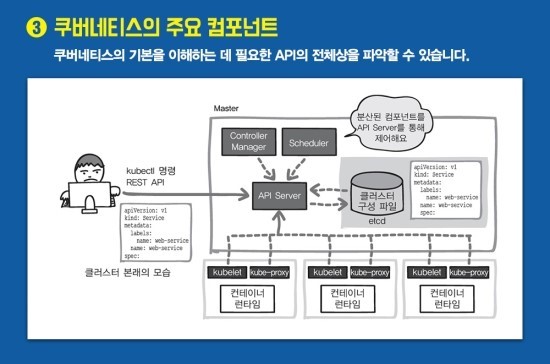 3 쿠버네티스의 주요 컴포넌트
쿠버네티스의 기본을 이해하는 데 필요한 API의 전체상을 파악할 수 있습니다.
Master
분산된 컴포넌트를
API Server를 통해
제어해요
Controller
Manager
Scheduler
kubectl 명령
REST API
API Server
클러스터
구성 파일
etcd
apiVersion: v1
kind: Service
metadata:
labels:
name: web-service
name: web-service
spec:
apiVersion: v1
kind: Service
metadata:
labels:
name: web-service
name: web-service
spec:
클러스터 본래의 모습
kubelet kube-proxy
컨테이너
런타임
kubelet kube-proxy
컨테이너
런타임
kubelet kube-proxy
컨테이너
런타임